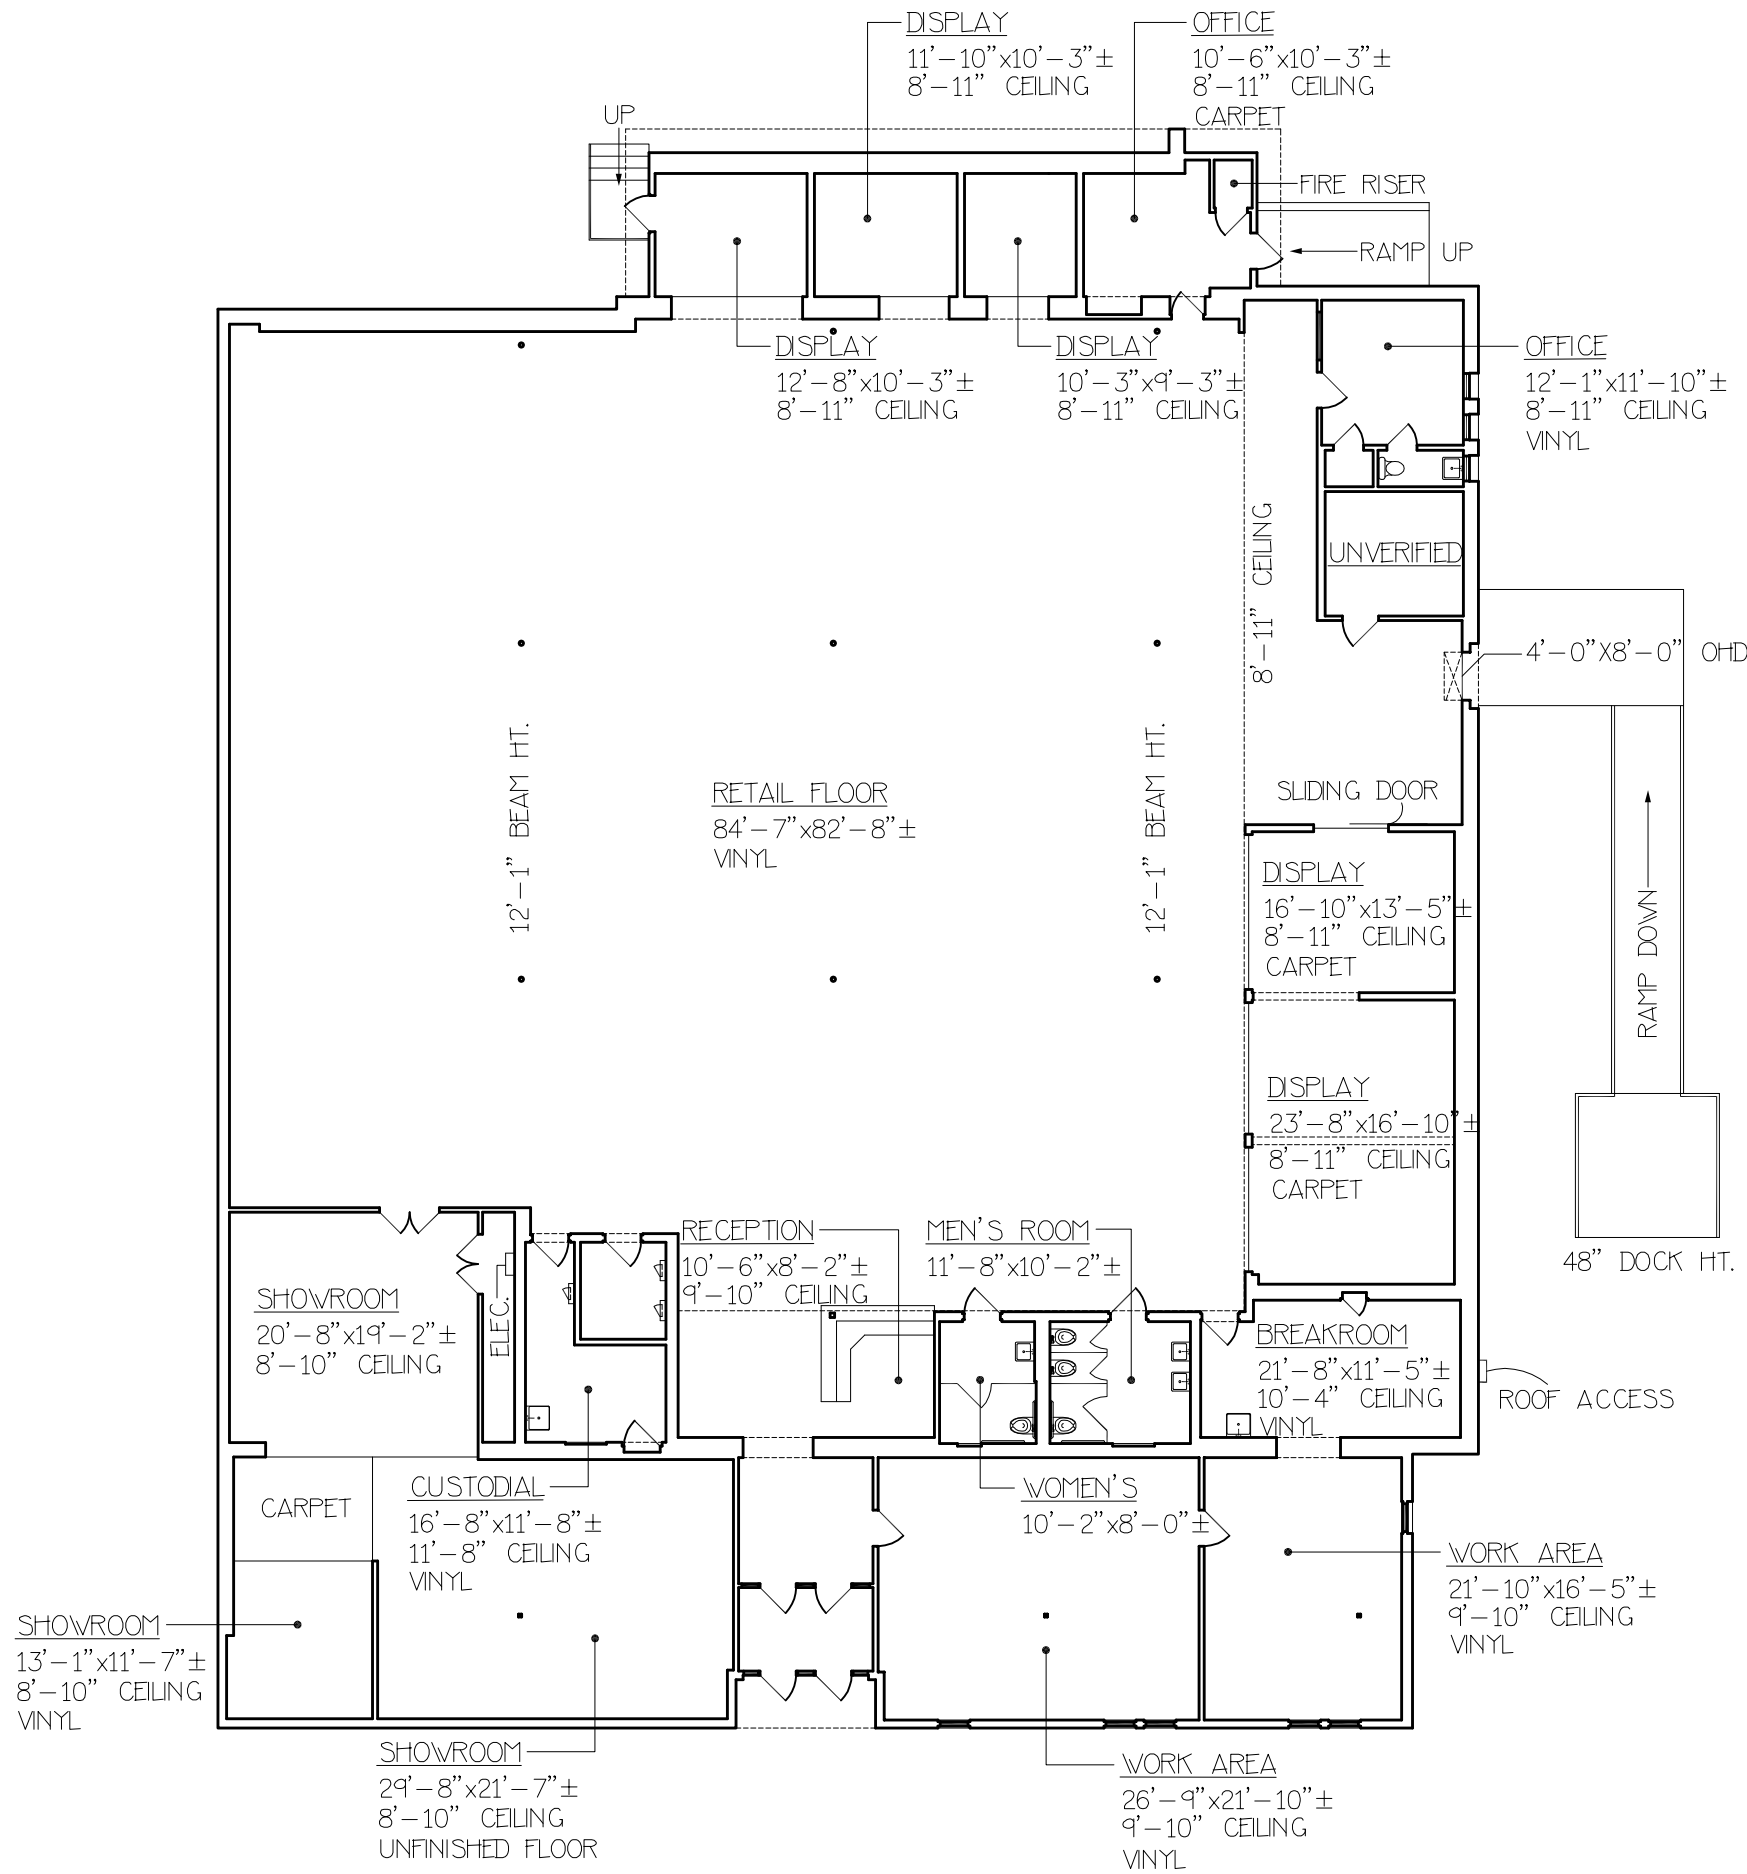 DISPLAY
11'-10"x10'-3"±
8'-11" CEILING
OFFICE
10'-6"x10'-3"±
8'-11" CEILING
CARPET
UP
FIRE RISER
RAMP UP
DISPLAY
12'-8"x10'-3"±
8'-11" CEILING
DISPLAY
10'-3"x9'-3"±
8'-11" CEILING
OFFICE
12'-1"x11'-10"±
8'-11" CEILING
VINYL
8'-11" CEILING
UNVERIFIED
4'-0"X8'-0" OHD
12'-1" BEAM HT.
RETAIL FLOOR
84'-7"x82'-8"±
VINYL
12'-1" BEAM HT.
SLIDING DOOR
DISPLAY
16'-10"x13'-5"±
8'-11" CEILING
CARPET
RAMP DOWN
DISPLAY
23'-8"x16'-10"±
8'-11" CEILING
CARPET
48" DOCK HT.
RECEPTION
10'-6"x8'-2"±
9'-10" CEILING
MEN'S ROOM
11'-8"x10'-2"±
SHOWROOM
20'-8"x19'-2"±
8'-10" CEILING
ELEC.
BREAKROOM
21'-8"x11'-5"±
10'-4" CEILING
VINYL
ROOF ACCESS
CARPET
CUSTODIAL
16'-8"x11'-8"±
11'-8" CEILING
VINYL
WOMEN'S
10'-2"x8'-0"±
WORK AREA
21'-10"x16'-5"±
9'-10" CEILING
VINYL
SHOWROOM
13'-1"x11'-7"±
8'-10" CEILING
VINYL
SHOWROOM
29'-8"x21'-7"±
8'-10" CEILING
UNFINISHED FLOOR
WORK AREA
26'-9"x21'-10"±
9'-10" CEILING
VINYL